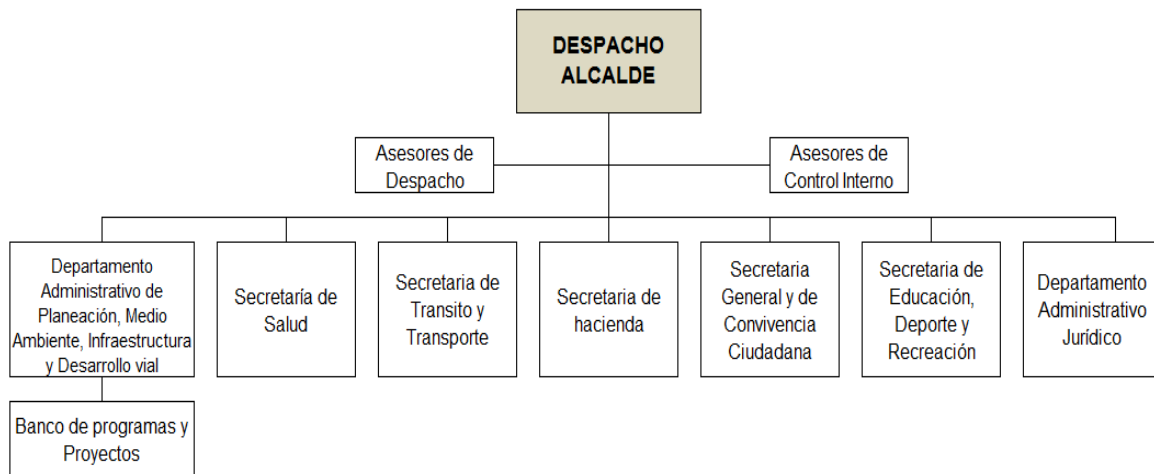 DESPACHO
ALCALDE
Asesores de
Despacho
Asesores de
Control Interno
Departamento
Administrativo de
Planeación, Medio
Ambiente, Infraestructura
y Desarrollo vial
Secretaría de
Salud
Secretaria de
Transito y
Transporte
Secretaria de
hacienda
Secretaria
General y de
Convivencia
Ciudadana
Secretaria de
Educación,
Deporte y
Recreación
Departamento
Administrativo
Jurídico
Banco de programas y
Proyectos